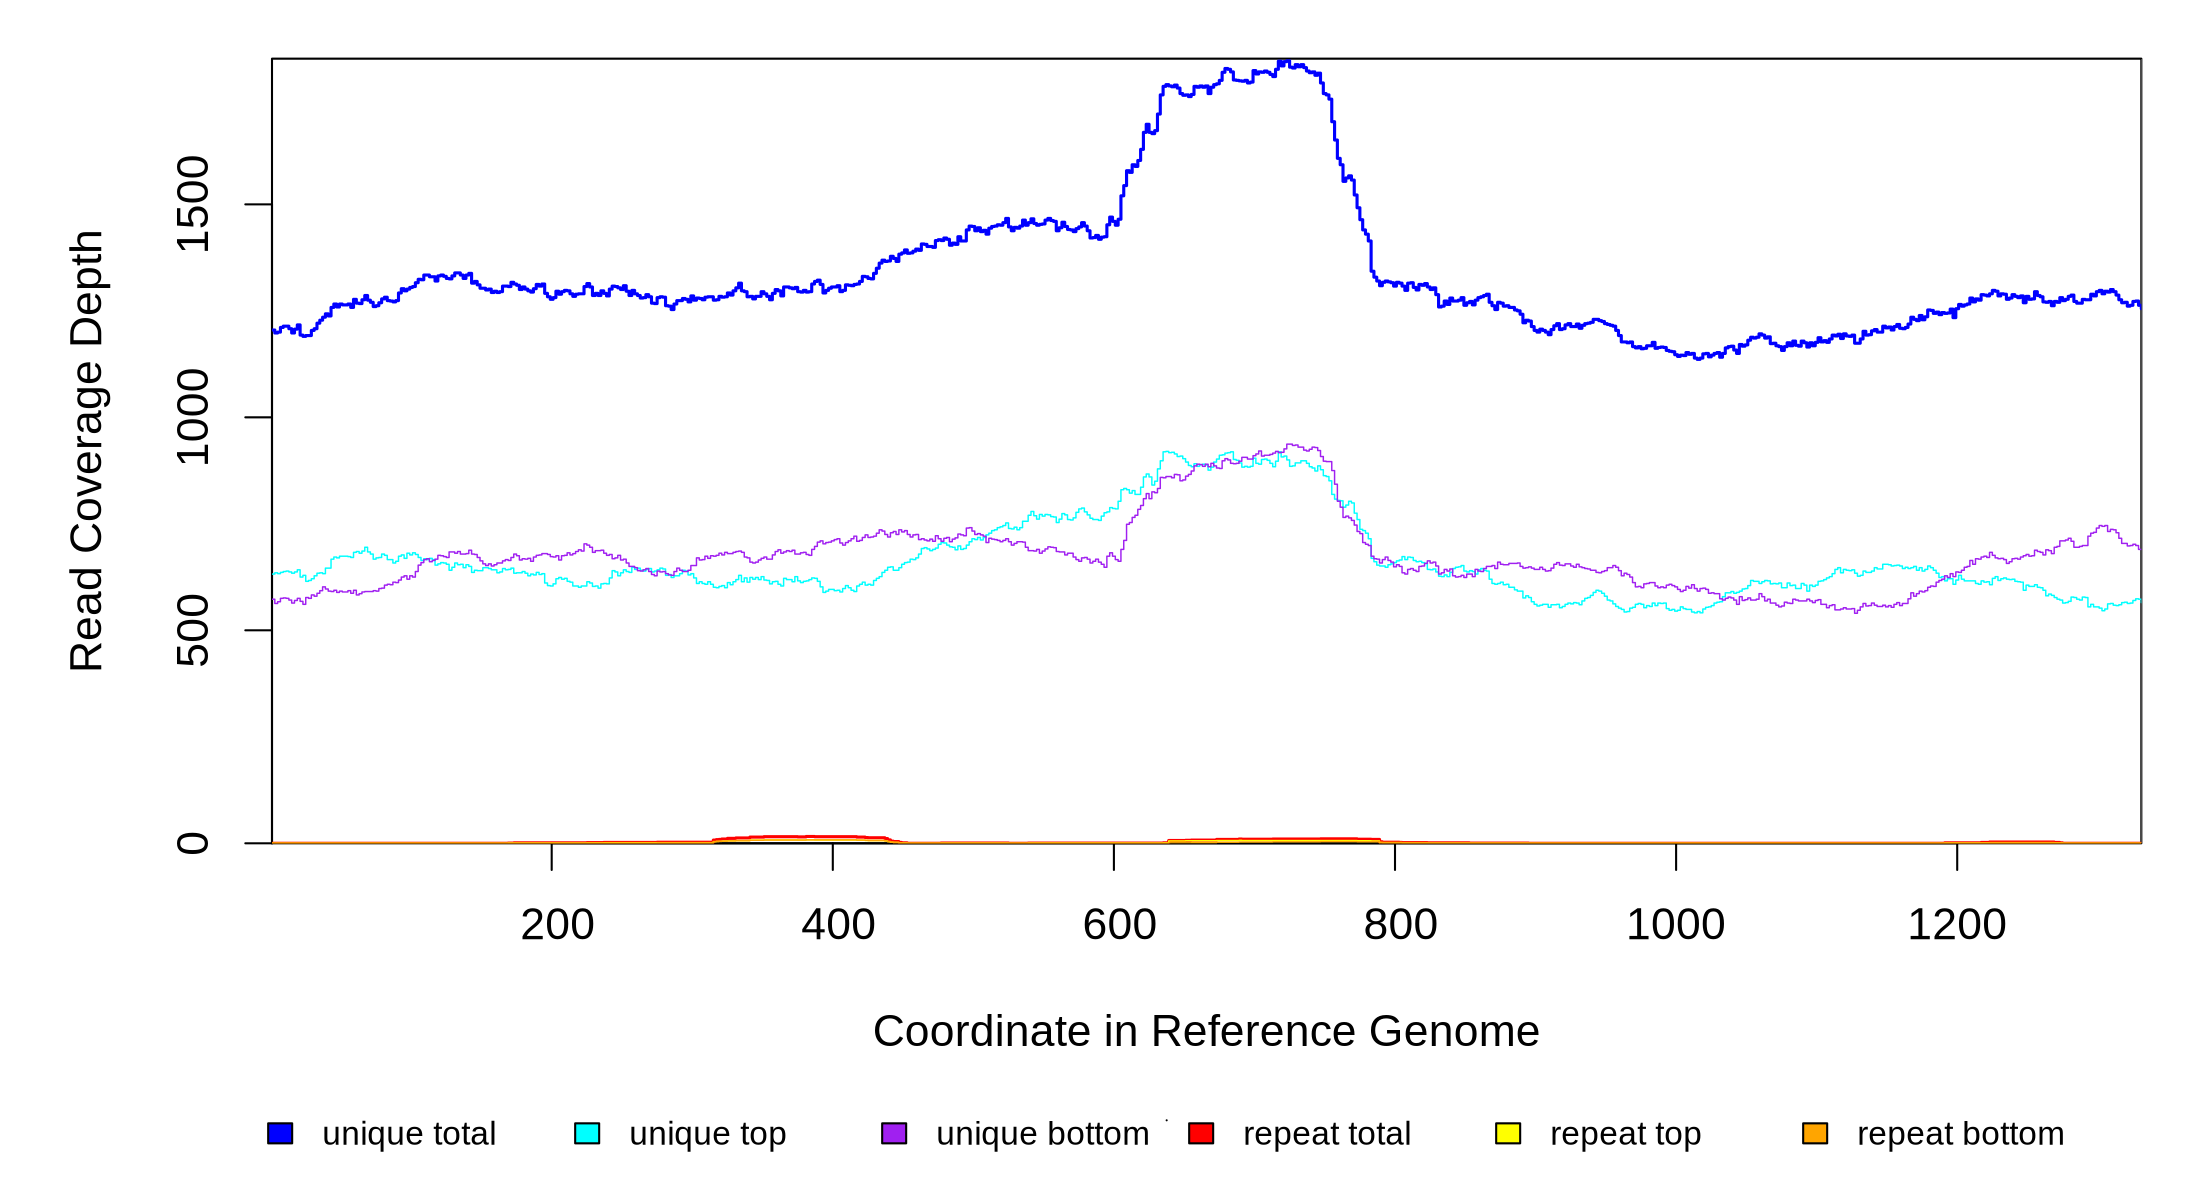 Read Coverage Depth
1500
1000
500
0
200 400 600 800 1000 1200
Coordinate in Reference Genome
unique total unique top unique bottom repeat total repeat top repeat bottom